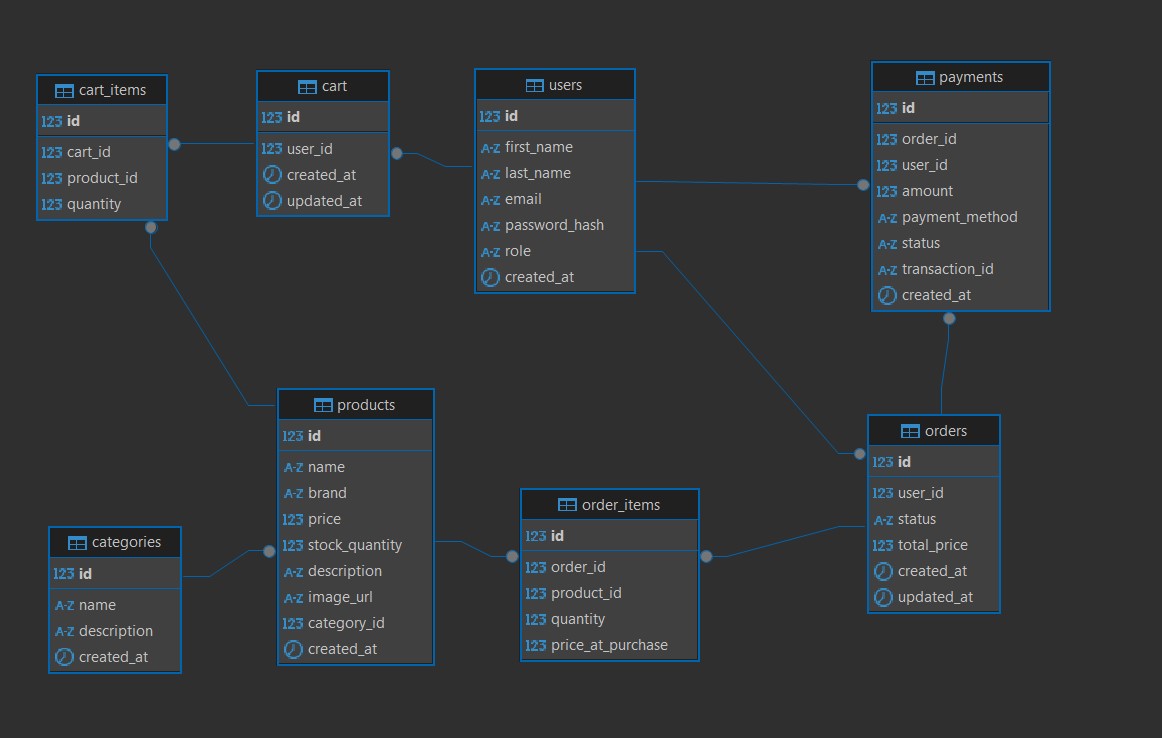 cart_items
123 id
123 cart_id
123 product_id
123 quantity
cart
123 id
123 user_id
created_at
updated_at
users
123 id
A-Z first_name
A-Z last_name
A-Z email
A-Z password_hash
A-Z role
created_at
payments
123 id
123 order_id
123 user_id
123 amount
A-Z payment_method
A-Z status
A-Z transaction_id
created_at
products
123 id
A-Z name
A-Z brand
123 price
123 stock_quantity
A-Z description
A-Z image_url
123 category_id
created_at
orders
123 id
123 user_id
A-Z status
123 total_price
created_at
updated_at
order_items
123 id
123 order_id
123 product_id
123 quantity
123 price_at_purchase
categories
123 id
A-Z name
A-Z description
created_at